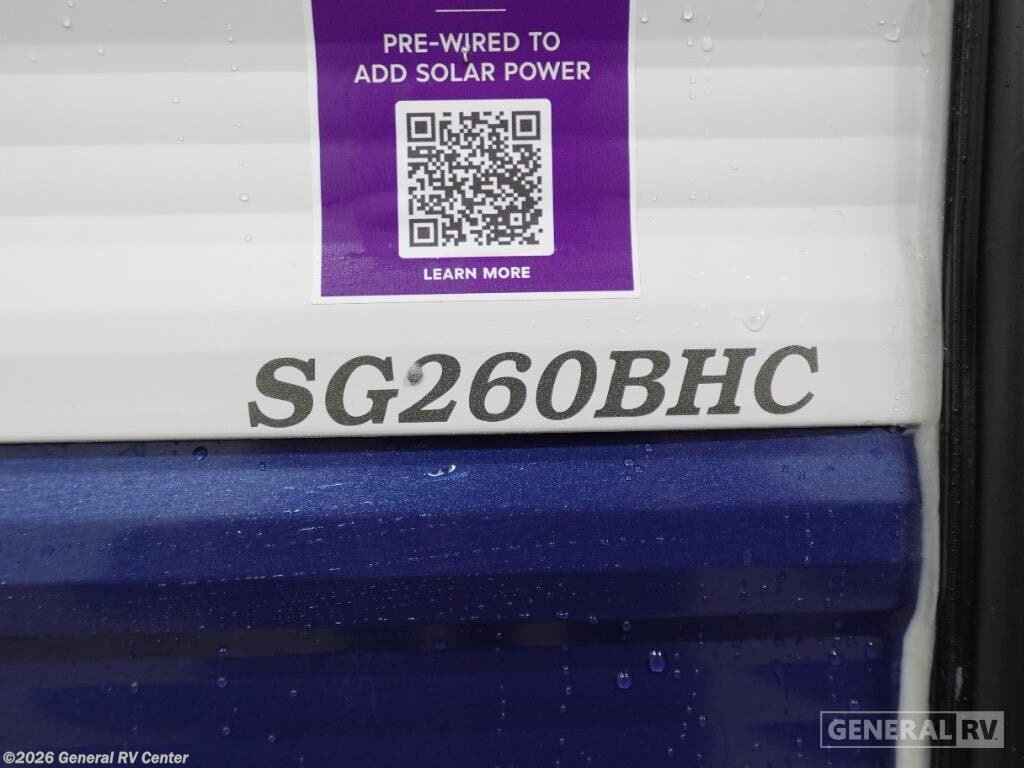 PRE-WIRED TO
ADD SOLAR POWER
LEARN MORE
SG260BHC
GENERAL RV
©2026 General RV Center